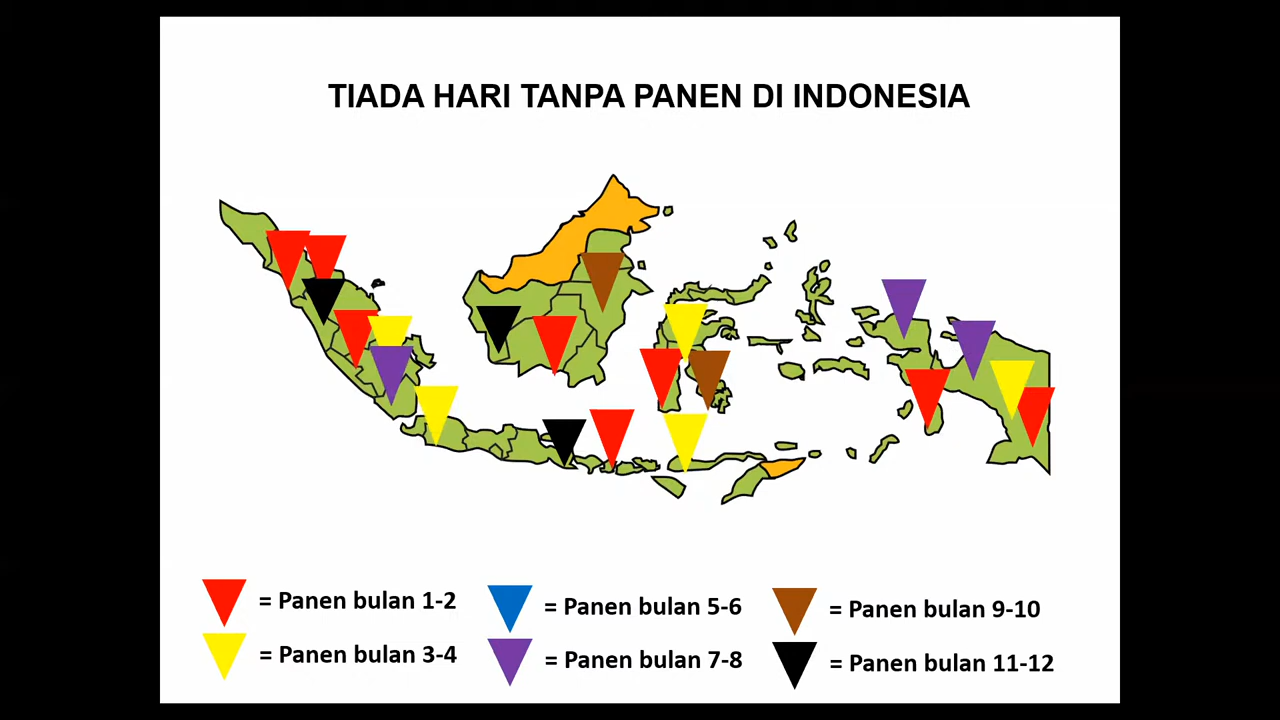 TIADA HARI TANPA PANEN DI INDONESIA
= Panen bulan 1-2
= Panen bulan 5-6
= Panen bulan 9-10
= Panen bulan 3-4
= Panen bulan 7-8
= Panen bulan 11-12